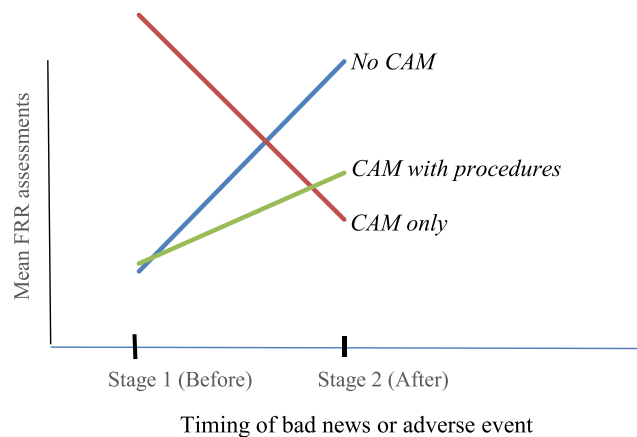 No CAM
CAM with procedures
CAM only
Mean FRR assessments
Stage 1 (Before)
Stage 2 (After)
Timing of bad news or adverse event